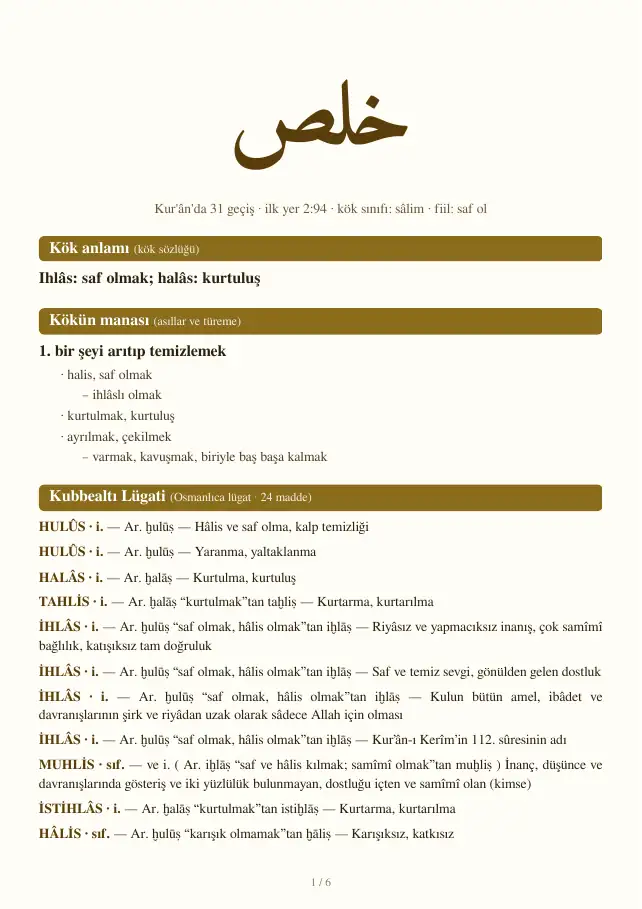 خلص
Kur'ân'da 31 geçiş · ilk yer 2:94 · kök sınıfı: sâlim · fiil: saf ol
Kök anlamı (kök sözlüğü)
Ihlâs: saf olmak; halâs: kurtuluş
Kökün manası (asıllar ve türeme)
1. bir şeyi arıtıp temizlemek
· halis, saf olmak
– ihlâslı olmak
· kurtulmak, kurtuluş
· ayrılmak, çekilmek
– varmak, kavuşmak, biriyle baş başa kalmak
Kubbealtı Lügati (Osmanlıca lügat · 24 madde)
HULÛS · i. — Ar. ḫulūṣ — Hâlis ve saf olma, kalp temizliği
HULÛS · i. — Ar. ḫulūṣ — Yaranma, yaltaklanma
HALÂS · i. — Ar. ḫalāṣ — Kurtulma, kurtuluş
TAHLİS · i. — Ar. ḫalāṣ “kurtulmak”tan taḫliṣ — Kurtarma, kurtarılma
İHLÂS · i. — Ar. ḫulūṣ “saf olmak, hâlis olmak”tan iḫlāṣ — Riyâsız ve yapmacıksız inanış, çok samîmî
bağlılık, katışıksız tam doğruluk
İHLÂS · i. — Ar. ḫulūṣ “saf olmak, hâlis olmak”tan iḫlāṣ — Saf ve temiz sevgi, gönülden gelen dostluk
İHLÂS · i. — Ar. ḫulūṣ “saf olmak, hâlis olmak”tan iḫlāṣ — Kulun bütün amel, ibâdet ve
davranışlarının şirk ve riyâdan uzak olarak sâdece Allah için olması
İHLÂS · i. — Ar. ḫulūṣ “saf olmak, hâlis olmak”tan iḫlāṣ — Kur’ân-ı Kerîm’in 112. sûresinin adı
MUHLİS · sıf. — ve i. ( Ar. iḫlāṣ “saf ve hâlis kılmak; samîmî olmak”tan muḫliṣ ) İnanç, düşünce ve
davranışlarında gösteriş ve iki yüzlülük bulunmayan, dostluğu içten ve samîmî olan (kimse)
İSTİHLÂS · i. — Ar. ḫalāṣ “kurtulmak”tan istiḫlāṣ — Kurtarma, kurtarılma
HÂLİS · sıf. — Ar. ḫulūṣ “karışık olmamak”tan ḫāliṣ — Karışıksız, katkısız
1 / 6